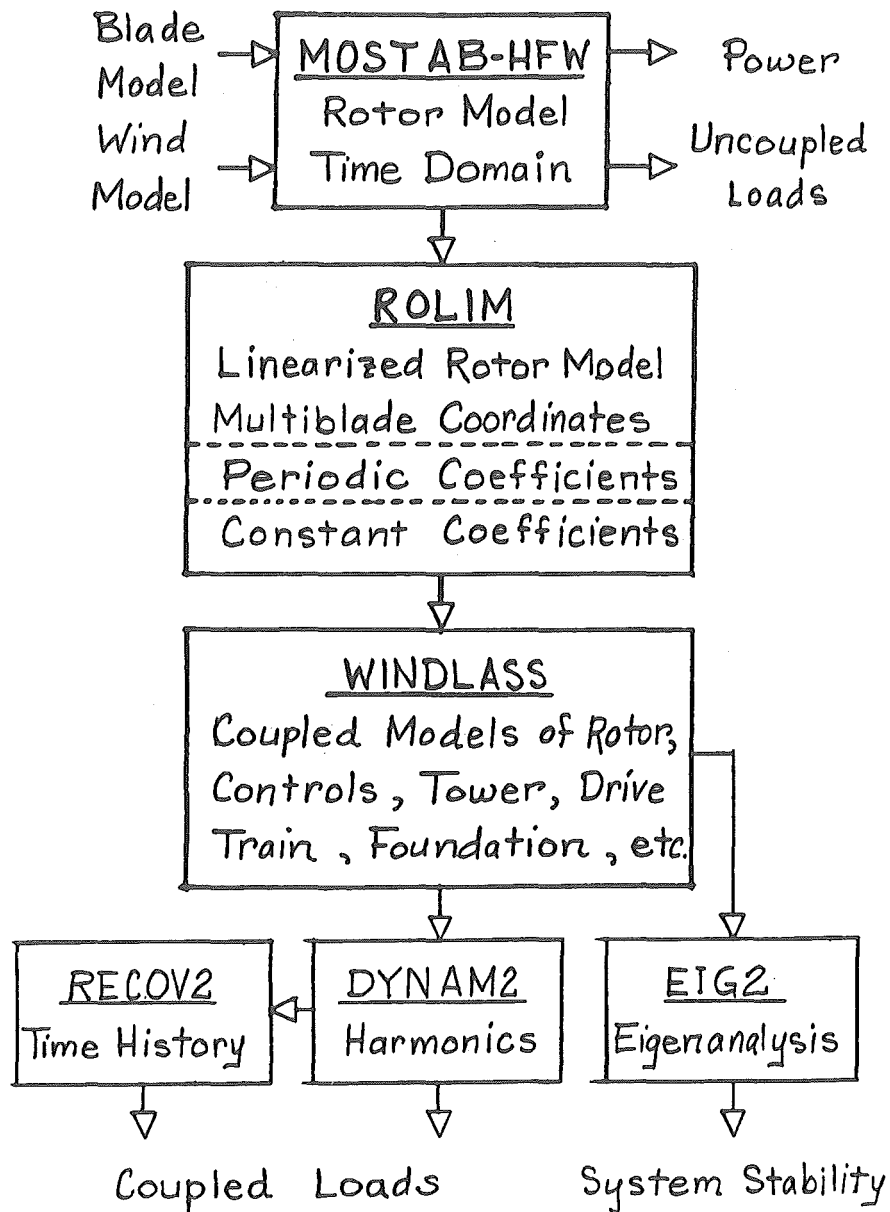 Blade
Model
Wind
Model
MOSTAB-HFW
Rotor Model
Time Domain
Power
Uncoupled
Loads
ROLIM
Linearized Rotor Model
Multiblade Coordinates
Periodic Coefficients
Constant Coefficients
WINDLASS
Coupled Models of Rotor,
Controls, Tower, Drive
Train, Foundation, etc.
RECOV2
Time History
DYNAM2
Harmonics
EIG2
Eigenanalysis
Coupled Loads
System Stability